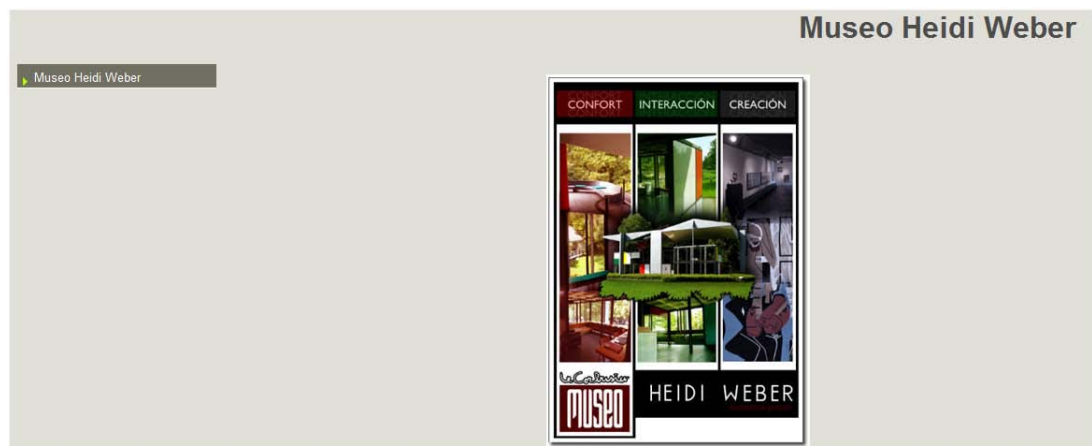 Museo Heidi Weber
Museo Heidi Weber
CONFORT INTERACCIÓN CREACIÓN
Le Corbusier
MUSEO
HEIDI WEBER